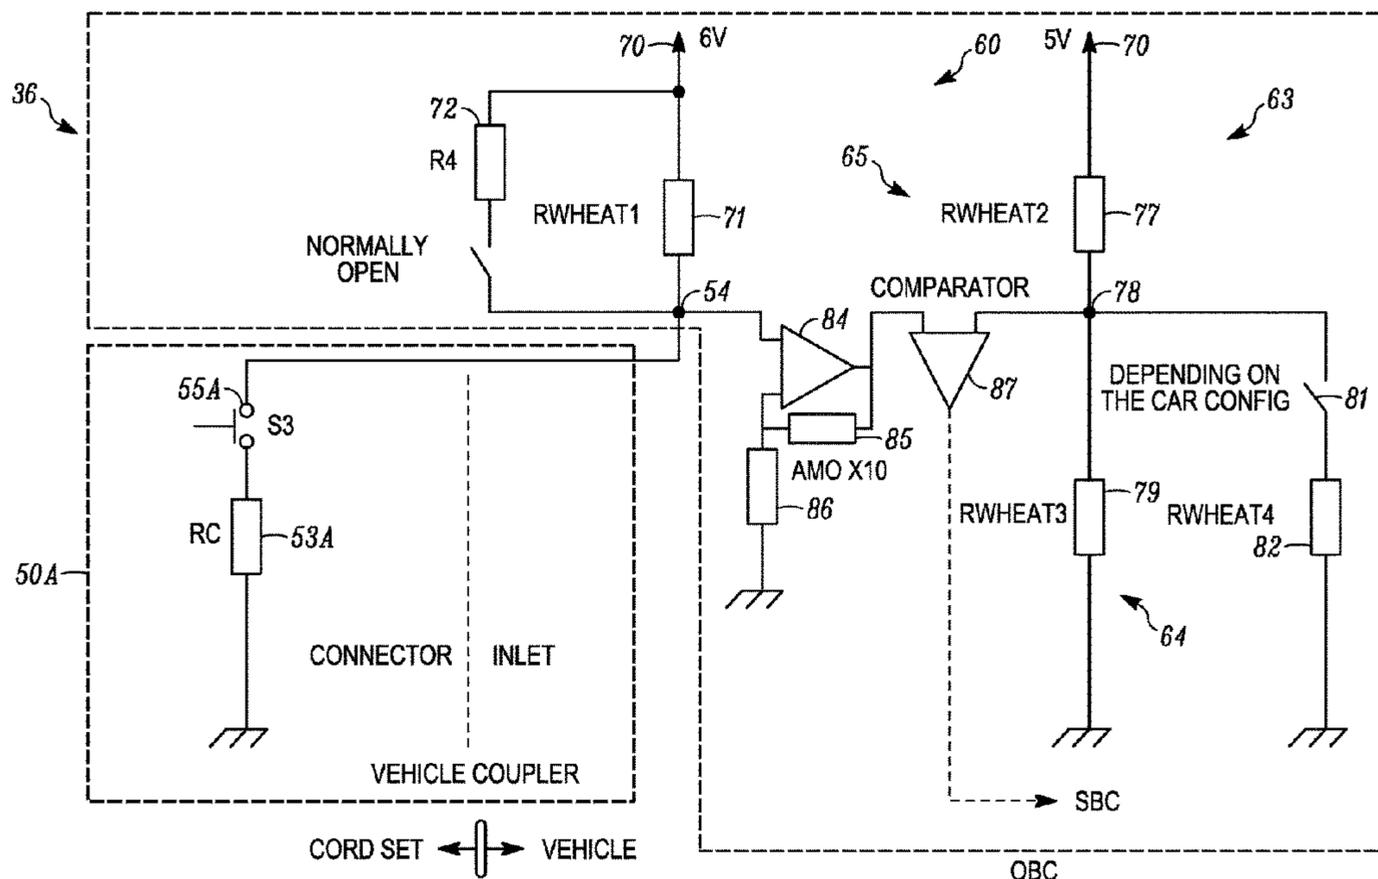 36
70
6V
60
5V
70
63
72
R4
65
RWHEAT1
71
RWHEAT2
77
NORMALLY
OPEN
54
COMPARATOR
78
84
87
DEPENDING ON
THE CAR CONFIG
81
55A
S3
85
AMO X10
86
RWHEAT3
79
RWHEAT4
82
RC
53A
50A
64
CONNECTOR
INLET
VEHICLE COUPLER
SBC
CORD SET
VEHICLE
OBC